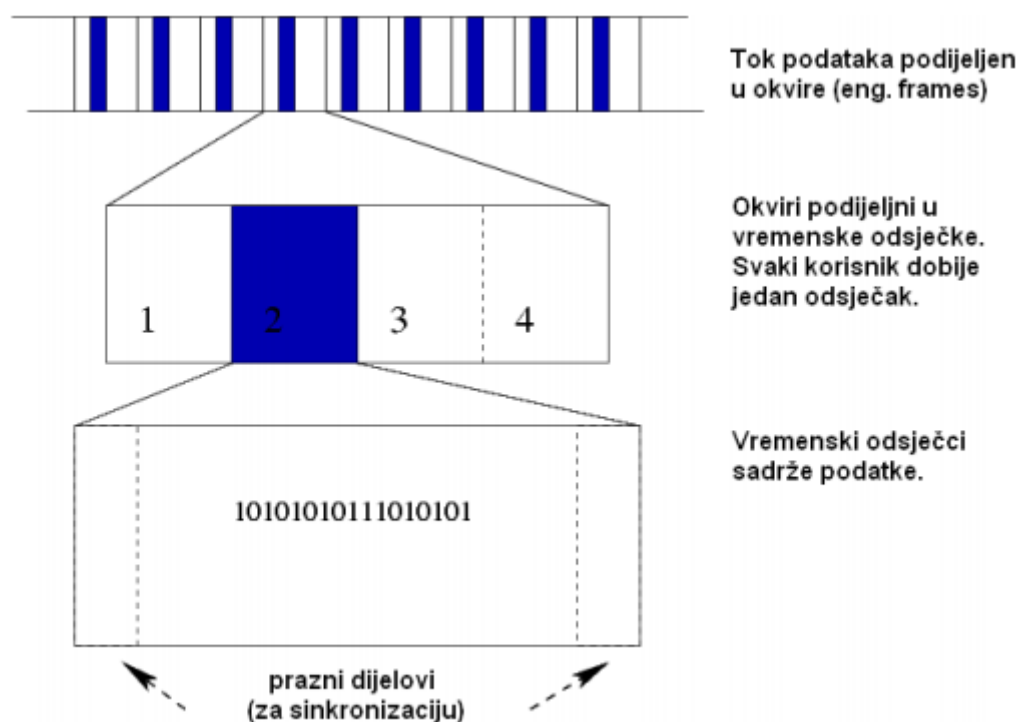 Tok podataka podijeljen
u okvire (eng. frames)
Okviri podijeljni u
vremenske odsječke.
Svaki korisnik dobije
jedan odsječak.
1 2 3 4
Vremenski odsječci
sadrže podatke.
10101010111010101
prazni dijelovi
(za sinkronizaciju)